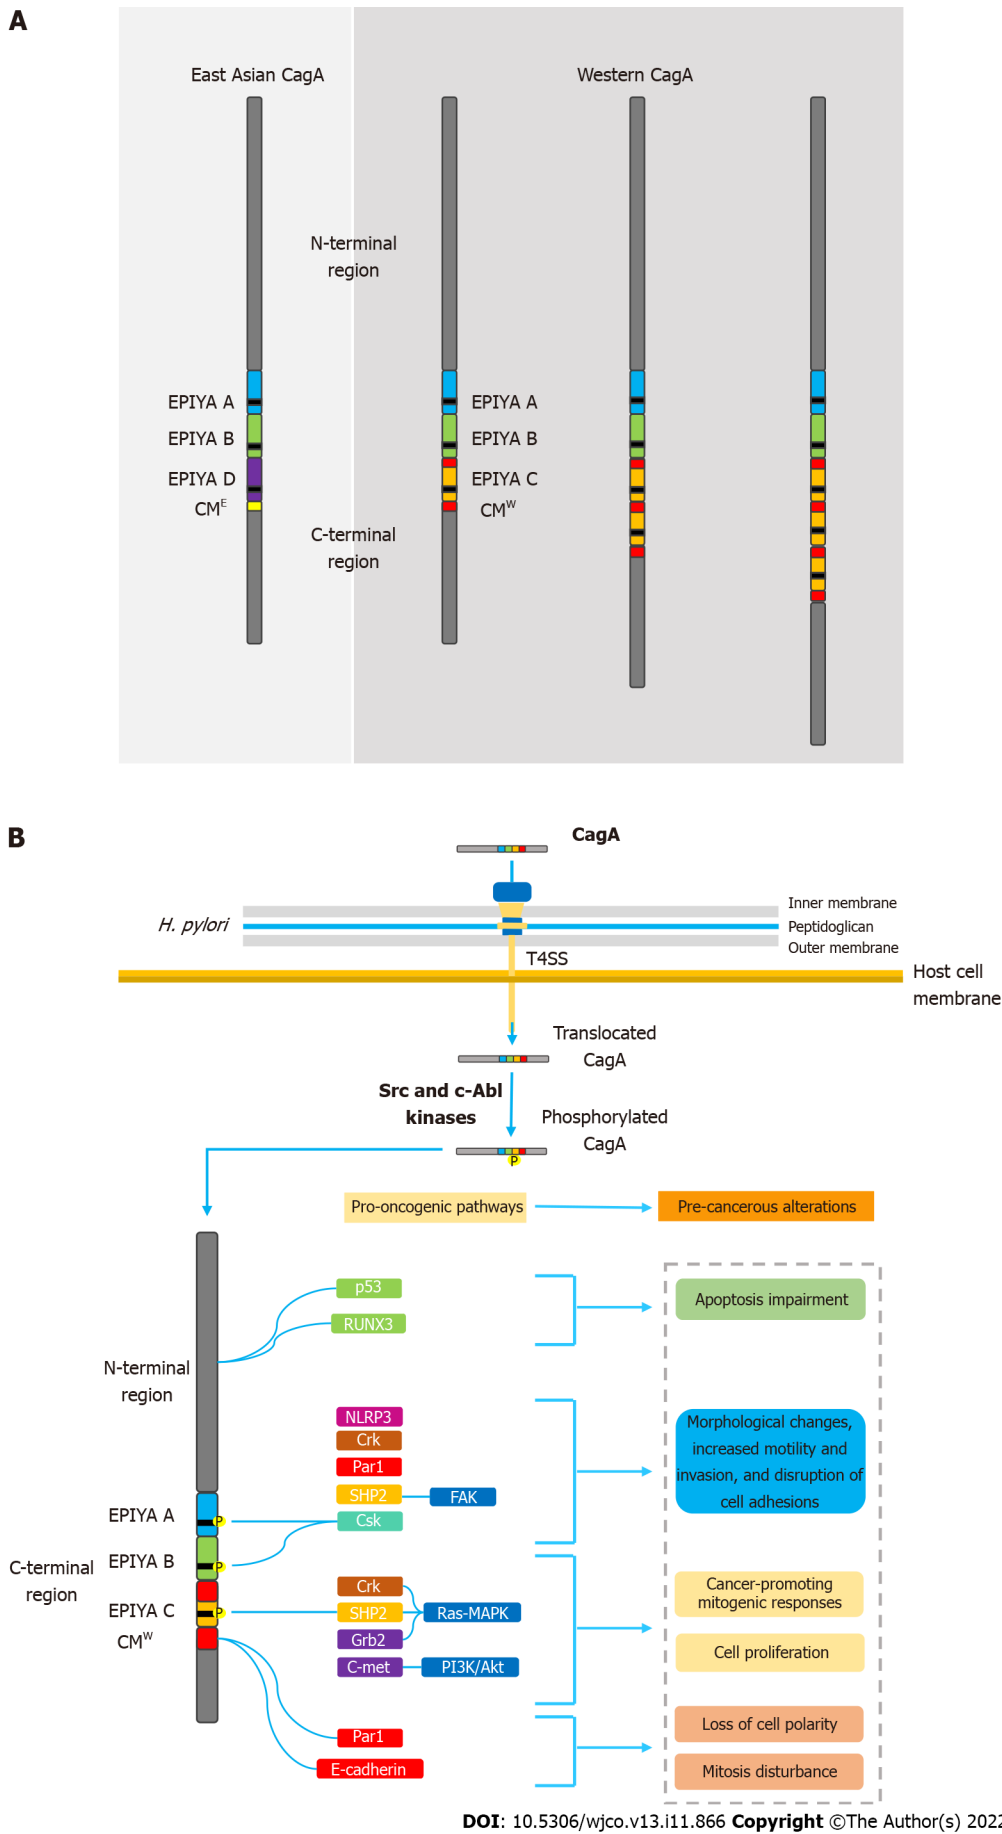 A
East Asian CagA
Western CagA
N-terminal
region
EPIYA A
EPIYA A
EPIYA B
EPIYA B
EPIYA D
EPIYA C
CMᴱ
CMᵂ
C-terminal
region
B
CagA
Inner membrane
H. pylori
Peptidoglican
Outer membrane
T4SS
Host cell
membrane
Translocated
CagA
Src and c-Abl
kinases
Phosphorylated
CagA
P
Pro-oncogenic pathways
Pre-cancerous alterations
p53
Apoptosis impairment
RUNX3
N-terminal
region
NLRP3
Crk
Par1
SHP2
FAK
Csk
Morphological changes,
increased motility and
invasion, and disruption of
cell adhesions
EPIYA A
P
EPIYA B
P
C-terminal
region
EPIYA C
P
CMᵂ
Crk
SHP2
Ras-MAPK
Grb2
C-met
PI3K/Akt
Cancer-promoting
mitogenic responses
Cell proliferation
Par1
E-cadherin
Loss of cell polarity
Mitosis disturbance
DOI: 10.5306/wjco.v13.i11.866 Copyright ©The Author(s) 2022